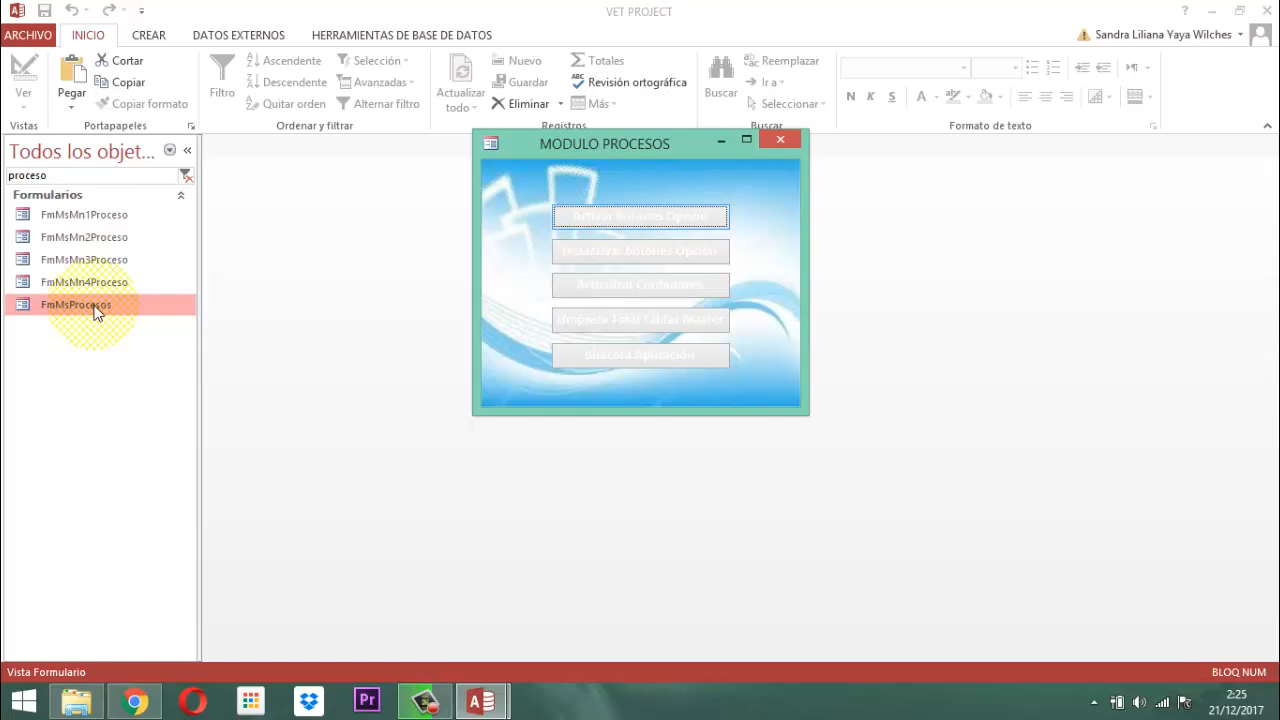 VET PROJECT
ARCHIVO INICIO CREAR DATOS EXTERNOS HERRAMIENTAS DE BASE DE DATOS Sandra Liliana Yaya Wilches
Cortar Ascendente Selección Nuevo Totales Reemplazar
Ver Pegar Copiar Filtro Descendente Avanzadas Actualizar todo Guardar Revisión ortográfica Buscar Ir a
Copiar formato Quitar orden Alternar filtro Eliminar Más Seleccionar N K S A
Vistas Portapapeles Ordenar y filtrar Registros Buscar Formato de texto
Todos los objet...
proceso
Formularios
FmMsMn1Proceso
FmMsMn2Proceso
FmMsMn3Proceso
FmMsMn4Proceso
FmMsProcesos
MODULO PROCESOS
Activar Botones Opción
Desactivar Botones Opción
Contadores
Limpieza Total Tablas Master
Bitácora Aplicación
Vista Formulario BLOQ NUM
Pr
2:25
21/12/2017